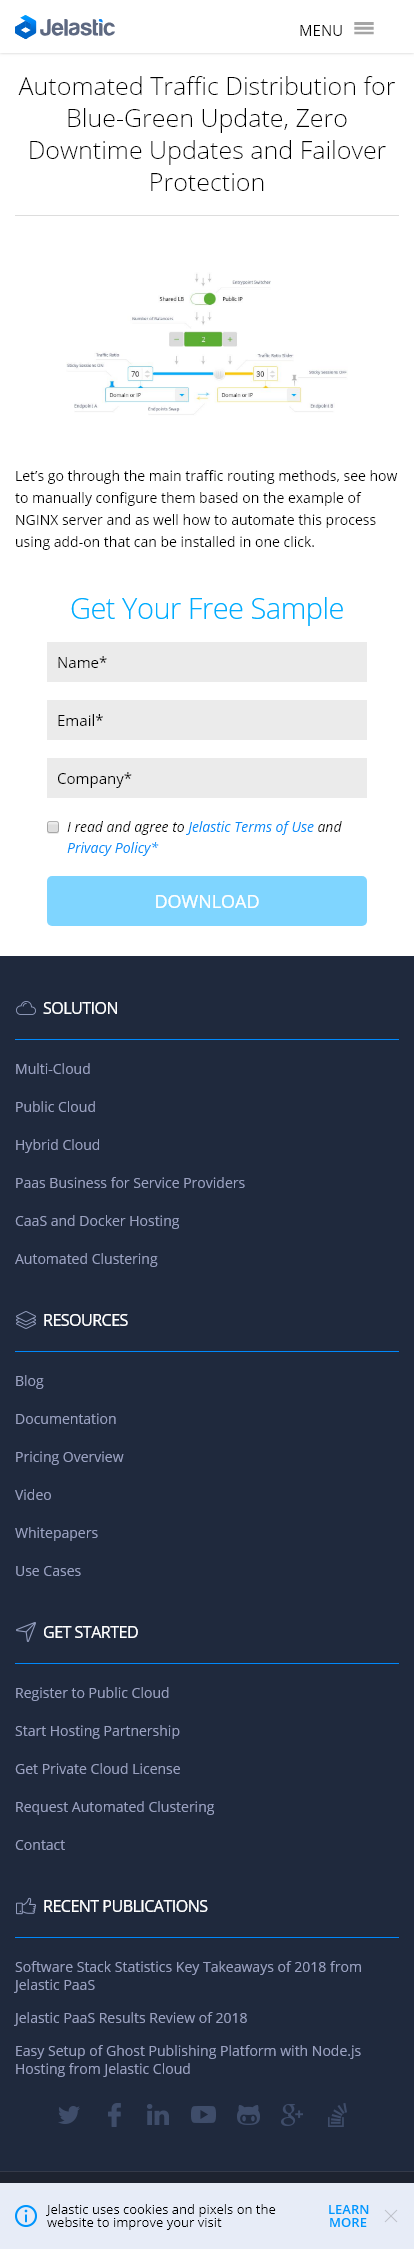 Jelastic
MENU
Automated Traffic Distribution for
Blue-Green Update, Zero
Downtime Updates and Failover
Protection
Entrypoint Switcher
Shared LB
Public IP
Number of Balancers
− 2 +
Traffic Ratio
Traffic Ratio Slider
Sticky Sessions ON
Sticky Sessions OFF
70
30
Domain or IP
Domain or IP
Endpoint A
Endpoints Swap
Endpoint B
Let’s go through the main traffic routing methods, see how
to manually configure them based on the example of
NGINX server and as well how to automate this process
using add-on that can be installed in one click.
Get Your Free Sample
Name*
Email*
Company*
I read and agree to Jelastic Terms of Use and
Privacy Policy*
DOWNLOAD
SOLUTION
Multi-Cloud
Public Cloud
Hybrid Cloud
Paas Business for Service Providers
CaaS and Docker Hosting
Automated Clustering
RESOURCES
Blog
Documentation
Pricing Overview
Video
Whitepapers
Use Cases
GET STARTED
Register to Public Cloud
Start Hosting Partnership
Get Private Cloud License
Request Automated Clustering
Contact
RECENT PUBLICATIONS
Software Stack Statistics Key Takeaways of 2018 from
Jelastic PaaS
Jelastic PaaS Results Review of 2018
Easy Setup of Ghost Publishing Platform with Node.js
Hosting from Jelastic Cloud
Jelastic uses cookies and pixels on the
website to improve your visit
LEARN
MORE